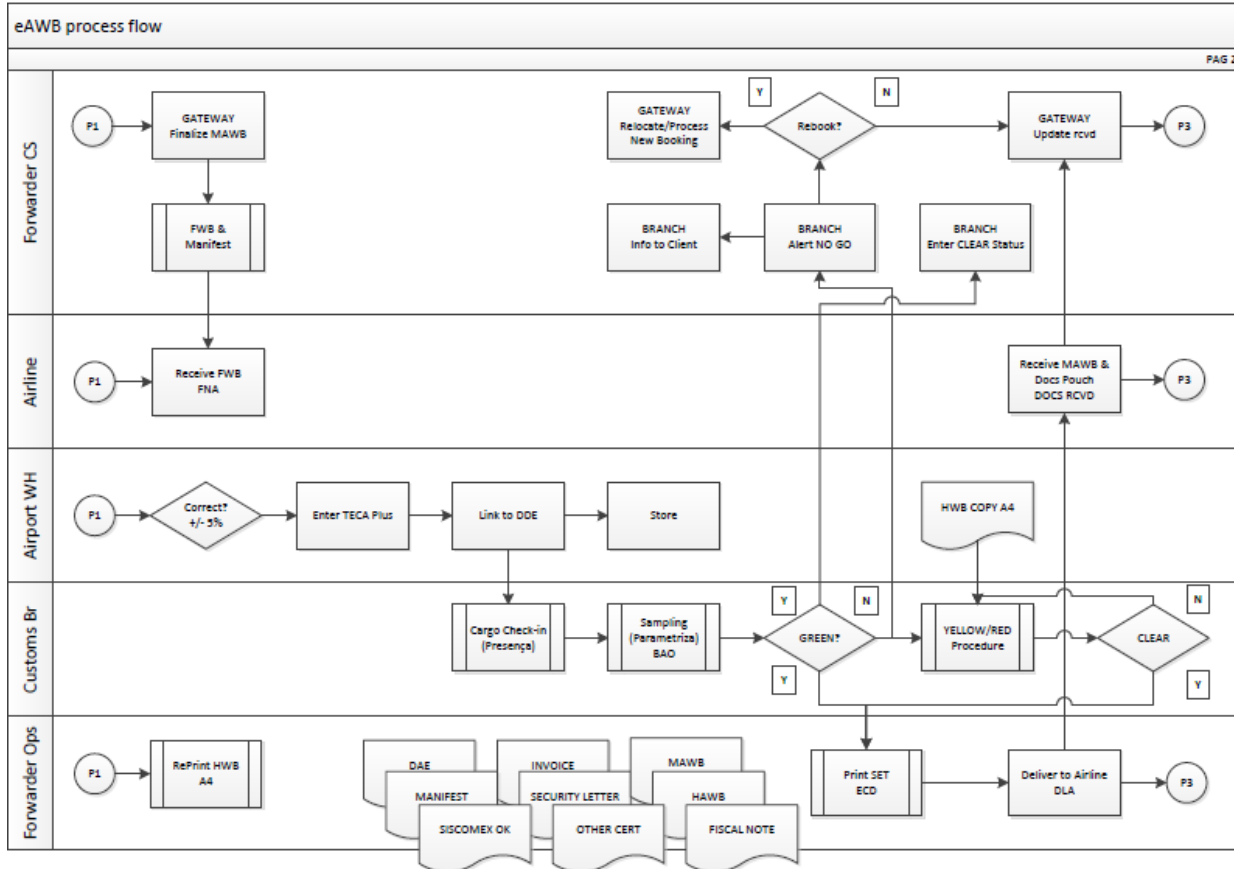 eAWB process flow
PAG 2
Forwarder CS
P1
GATEWAY
Finalize MAWB
FWB &
Manifest
GATEWAY
Relocate/Process
New Booking
Y
Rebook?
N
GATEWAY
Update rcvd
P3
BRANCH
Info to Client
BRANCH
Alert NO GO
BRANCH
Enter CLEAR Status
Airline
P1
Receive FWB
FNA
Receive MAWB &
Docs Pouch
DOCS RCVD
P3
Airport WH
P1
Correct?
+/- 5%
Enter TECA Plus
Link to DDE
Store
HWB COPY A4
Customs Br
Cargo Check-in
(Presença)
Sampling
(Parametriza)
BAO
Y
N
GREEN?
Y
YELLOW/RED
Procedure
N
CLEAR
Y
Forwarder Ops
P1
RePrint HWB
A4
DAE
INVOICE
MAWB
MANIFEST
SECURITY LETTER
HAWB
SISCOMEX OK
OTHER CERT
FISCAL NOTE
Print SET
ECD
Deliver to Airline
DLA
P3